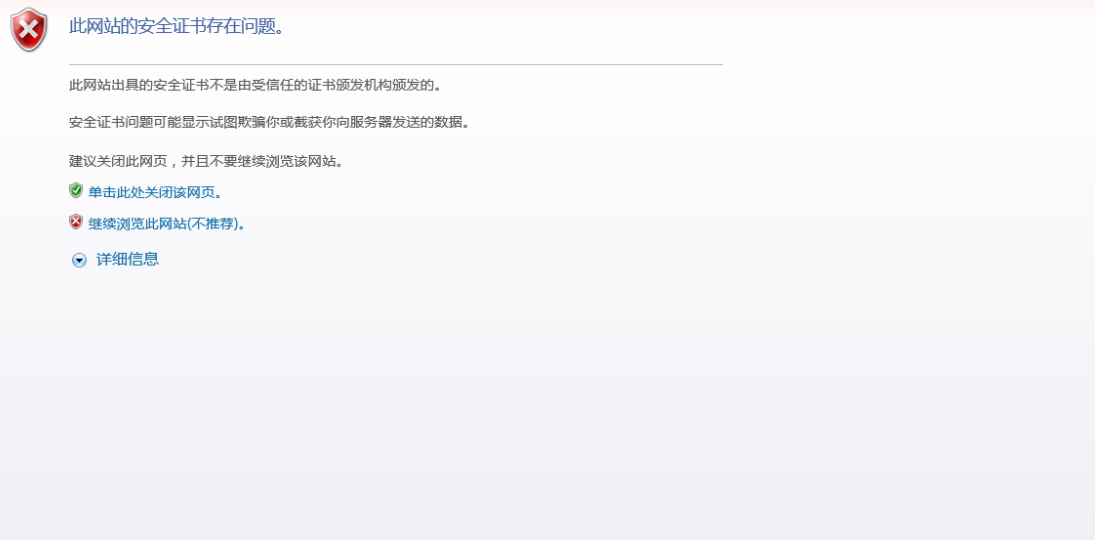 此网站的安全证书存在问题。
此网站出具的安全证书不是由受信任的证书颁发机构颁发的。
安全证书问题可能显示试图欺骗你或截获你向服务器发送的数据。
建议关闭此网页，并且不要继续浏览该网站。
单击此处关闭该网页。
继续浏览此网站(不推荐)。
详细信息